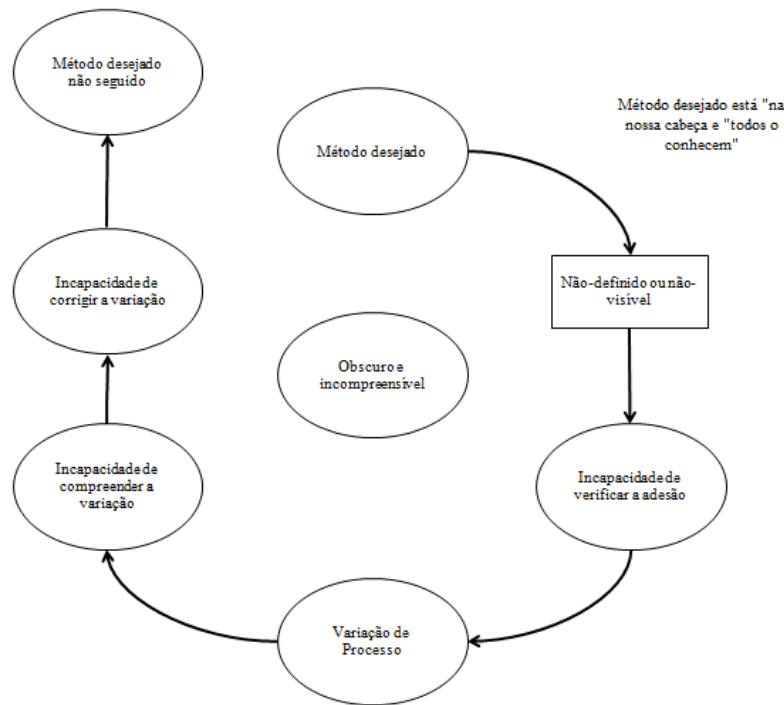 Método desejado
não seguido
Método desejado
Método desejado está "na
nossa cabeça e "todos o
conhecem"
Incapacidade de
corrigir a variação
Não-definido ou não-
visível
Obscuro e
incompreensível
Incapacidade de
compreender a
variação
Incapacidade de
verificar a adesão
Variação de
Processo